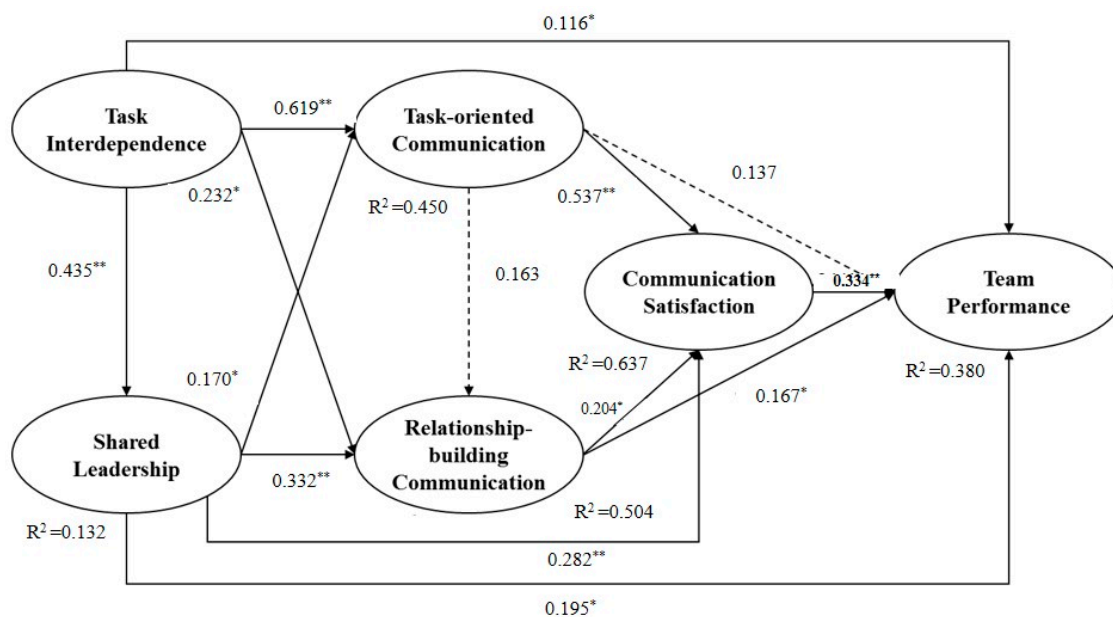 0.116*
Task
Interdependence
0.619**
Task-oriented
Communication
0.232*
R²=0.450
0.537**
0.137
0.435**
0.163
Communication
Satisfaction
0.334**
Team
Performance
R²=0.637
R²=0.380
0.170*
0.204*
0.167*
Shared
Leadership
0.332**
Relationship-
building
Communication
R²=0.132
R²=0.504
0.282**
0.195*